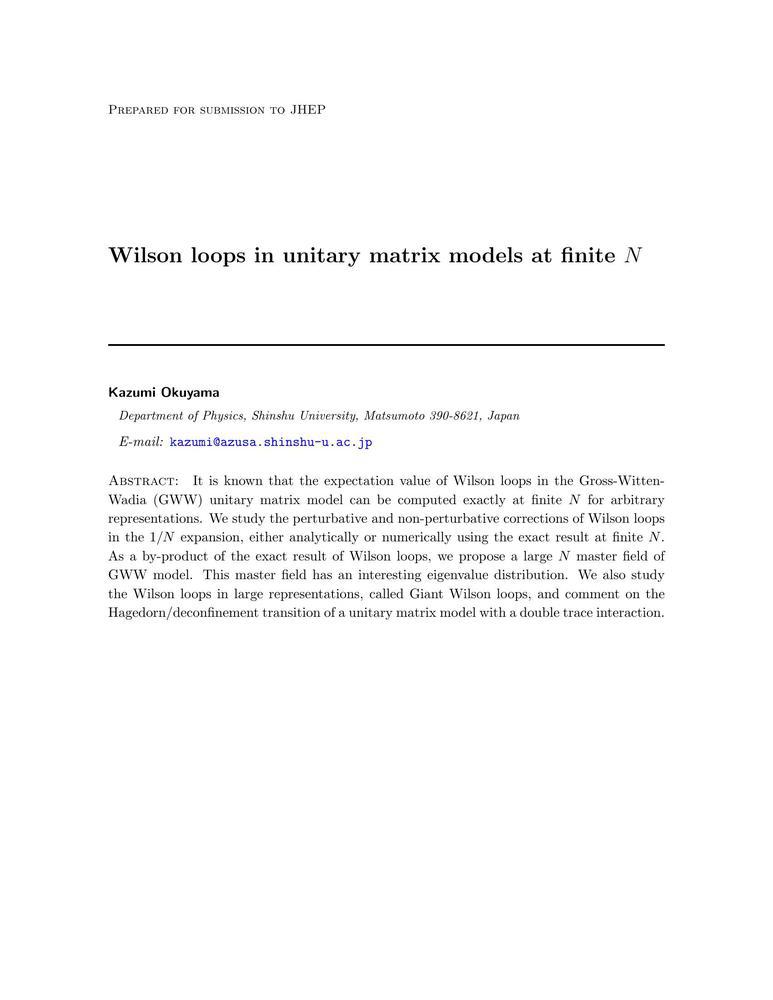 Prepared for submission to JHEP
Wilson loops in unitary matrix models at finite N
Kazumi Okuyama
Department of Physics, Shinshu University, Matsumoto 390-8621, Japan
E-mail: kazumi@azusa.shinshu-u.ac.jp
Abstract: It is known that the expectation value of Wilson loops in the Gross-Witten-
Wadia (GWW) unitary matrix model can be computed exactly at finite N for arbitrary
representations. We study the perturbative and non-perturbative corrections of Wilson loops
in the 1/N expansion, either analytically or numerically using the exact result at finite N.
As a by-product of the exact result of Wilson loops, we propose a large N master field of
GWW model. This master field has an interesting eigenvalue distribution. We also study
the Wilson loops in large representations, called Giant Wilson loops, and comment on the
Hagedorn/deconfinement transition of a unitary matrix model with a double trace interaction.